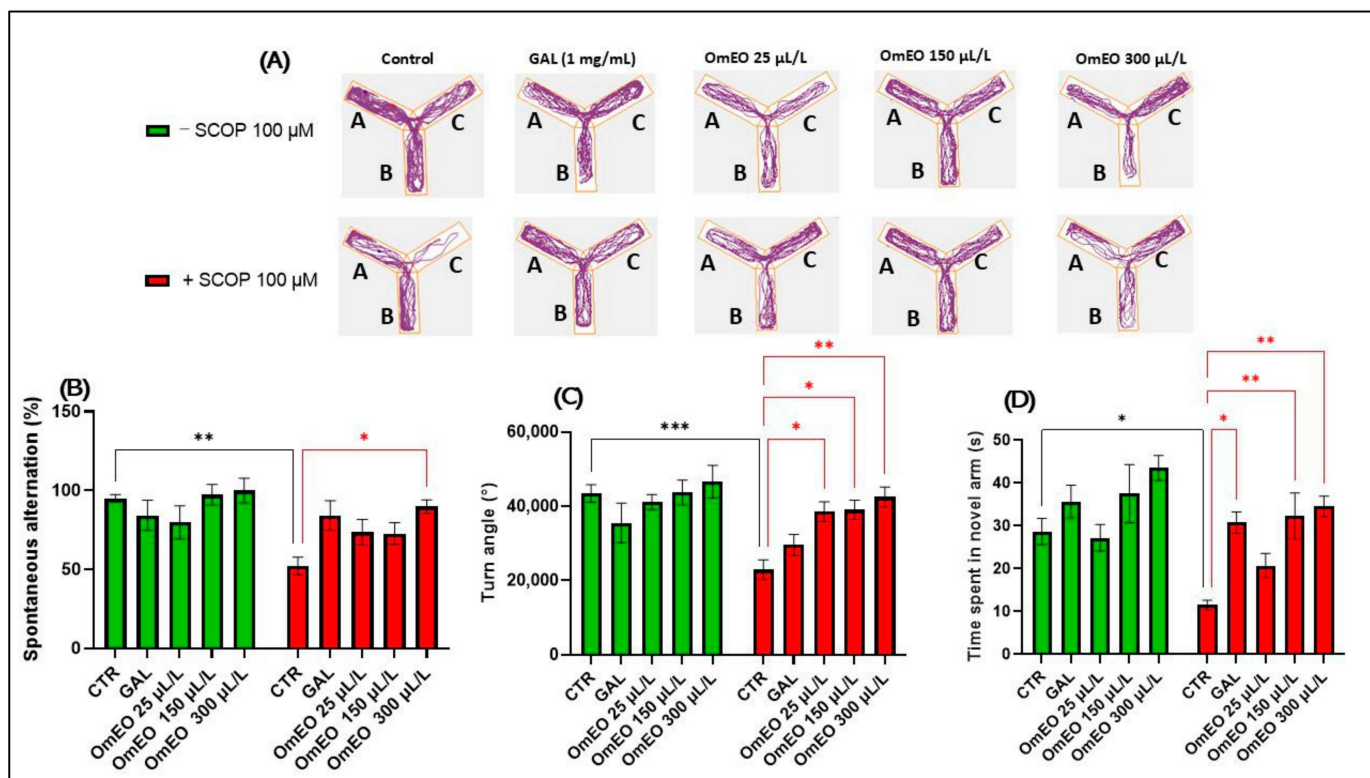 (A)
Control
GAL (1 mg/mL)
OmEO 25 µL/L
OmEO 150 µL/L
OmEO 300 µL/L
− SCOP 100 µM
A C B
A C B
A C B
A C B
A C B
+ SCOP 100 µM
A C B
A C B
A C B
A C B
A C B
(B)
Spontaneous alternation (%)
150
100
50
0
**
*
CTR
GAL
OmEO 25 µL/L
OmEO 150 µL/L
OmEO 300 µL/L
CTR
GAL
OmEO 25 µL/L
OmEO 150 µL/L
OmEO 300 µL/L
(C)
Turn angle (°)
60,000
40,000
20,000
0
***
*
*
**
CTR
GAL
OmEO 25 µL/L
OmEO 150 µL/L
OmEO 300 µL/L
CTR
GAL
OmEO 25 µL/L
OmEO 150 µL/L
OmEO 300 µL/L
(D)
Time spent in novel arm (s)
50
40
30
20
10
0
*
*
**
**
CTR
GAL
OmEO 25 µL/L
OmEO 150 µL/L
OmEO 300 µL/L
CTR
GAL
OmEO 25 µL/L
OmEO 150 µL/L
OmEO 300 µL/L